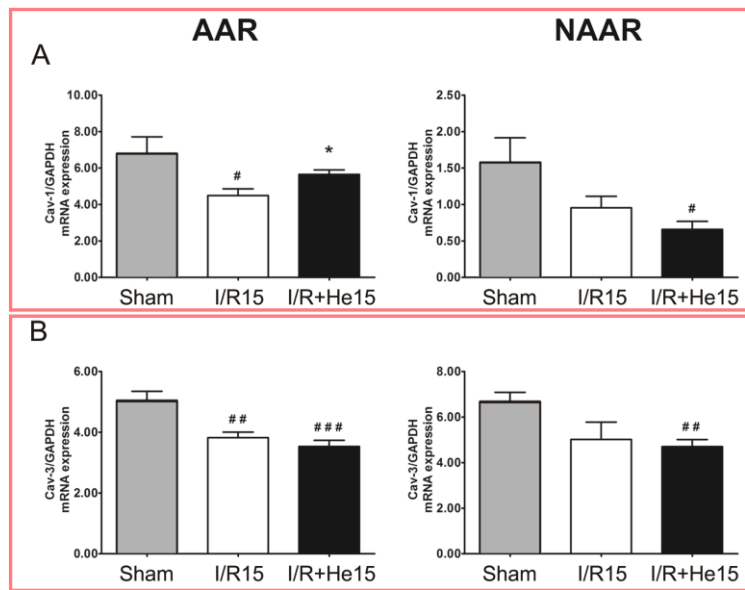 AAR NAAR
A
Cav-1/GAPDH
mRNA expression
10.00
8.00
6.00
4.00
2.00
0.00
#
*
Sham I/R15 I/R+He15
Cav-1/GAPDH
mRNA expression
2.50
2.00
1.50
1.00
0.50
0.00
#
Sham I/R15 I/R+He15
B
Cav-3/GAPDH
mRNA expression
6.00
4.00
2.00
0.00
##
###
Sham I/R15 I/R+He15
Cav-3/GAPDH
mRNA expression
8.00
6.00
4.00
2.00
0.00
##
Sham I/R15 I/R+He15